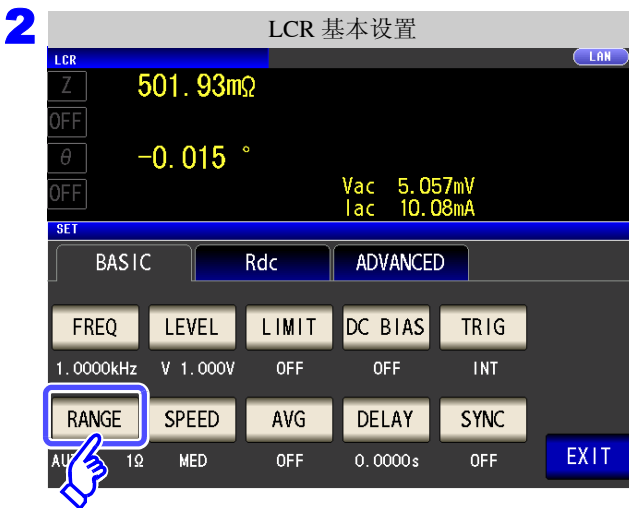 2
LCR 基本设置
LCR LAN
Z 501.93mΩ
OFF
θ -0.015 °
OFF
Vac 5.057mV
Iac 10.08mA
SET
BASIC Rdc ADVANCED
FREQ LEVEL LIMIT DC BIAS TRIG
1.0000kHz V 1.000V OFF OFF INT
RANGE SPEED AVG DELAY SYNC
1Ω MED OFF 0.0000s OFF EXIT